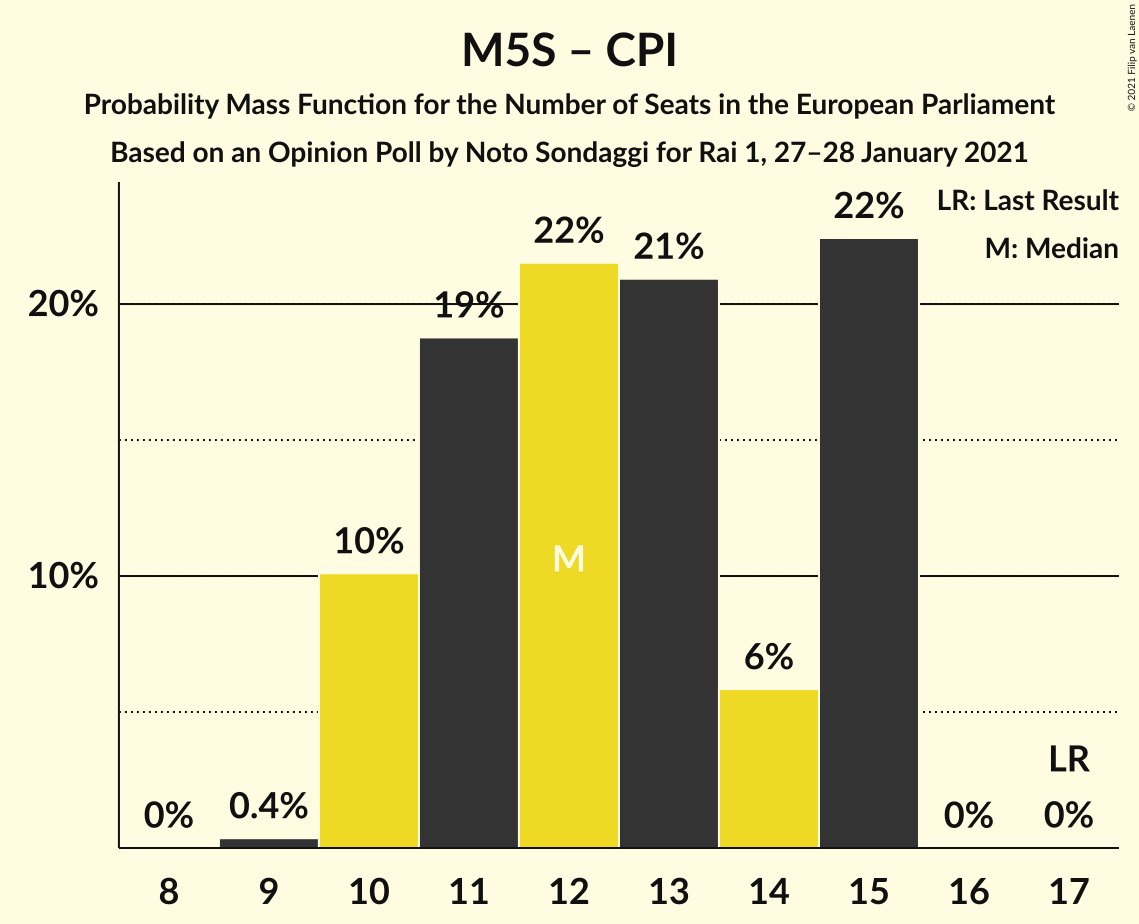 M5S – CPI
Probability Mass Function for the Number of Seats in the European Parliament
Based on an Opinion Poll by Noto Sondaggi for Rai 1, 27–28 January 2021
© 2021 Filip van Laenen
LR: Last Result
M: Median
20%
10%
0%
0.4%
10%
19%
22%
M
21%
6%
22%
0%
LR
0%
8 9 10 11 12 13 14 15 16 17